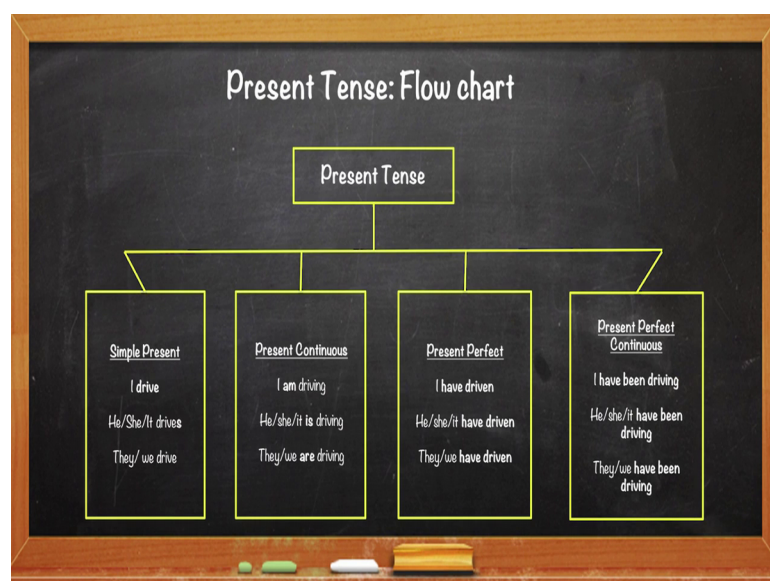 Present Tense: Flow chart
Present Tense
Simple Present
I drive
He/She/It drives
They/ we drive
Present Continuous
I am driving
He/she/it is driving
They/we are driving
Present Perfect
I have driven
He/she/it have driven
They/we have driven
Present Perfect
Continuous
I have been driving
He/she/it have been
driving
They/we have been
driving